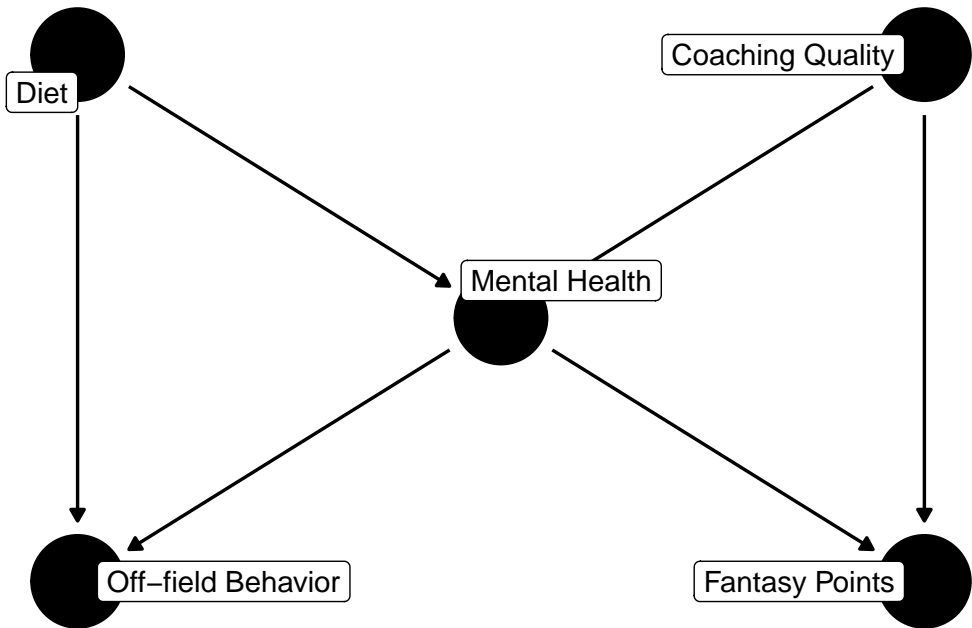 Coaching Quality
Diet
Mental Health
Off−field Behavior
Fantasy Points